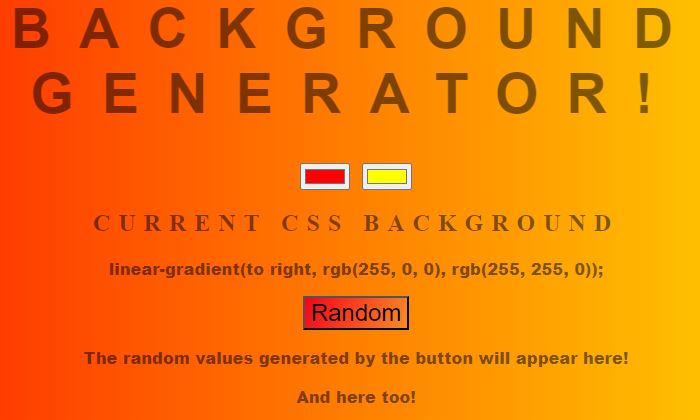 BACKGROUND
GENERATOR!
CURRENT CSS BACKGROUND
linear-gradient(to right, rgb(255, 0, 0), rgb(255, 255, 0));
Random
The random values generated by the button will appear here!
And here too!